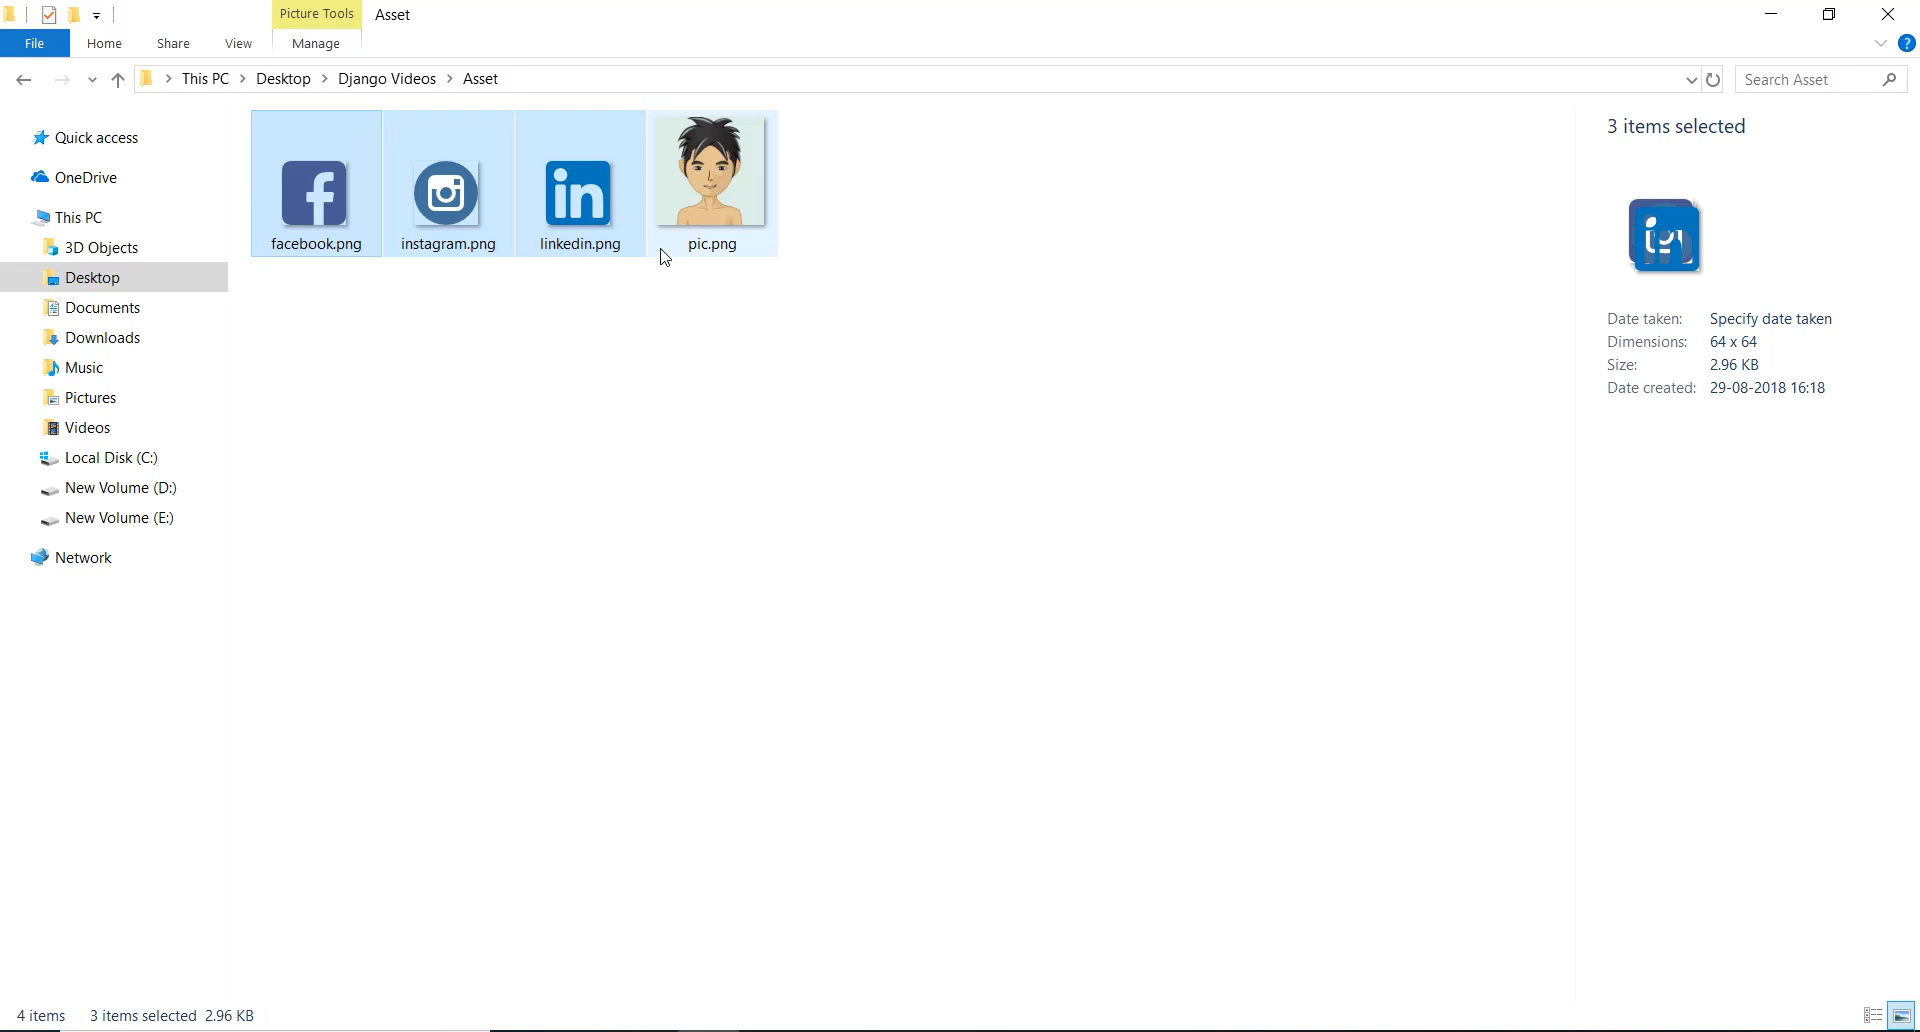 Picture Tools
Asset
File
Home
Share
View
Manage
?
This PC > Desktop > Django Videos > Asset
Search Asset
Quick access
OneDrive
This PC
3D Objects
Desktop
Documents
Downloads
Music
Pictures
Videos
Local Disk (C:)
New Volume (D:)
New Volume (E:)
Network
f
in
facebook.png
instagram.png
linkedin.png
pic.png
3 items selected
in
Date taken: Specify date taken
Dimensions: 64 x 64
Size: 2.96 KB
Date created: 29-08-2018 16:18
4 items
3 items selected 2.96 KB